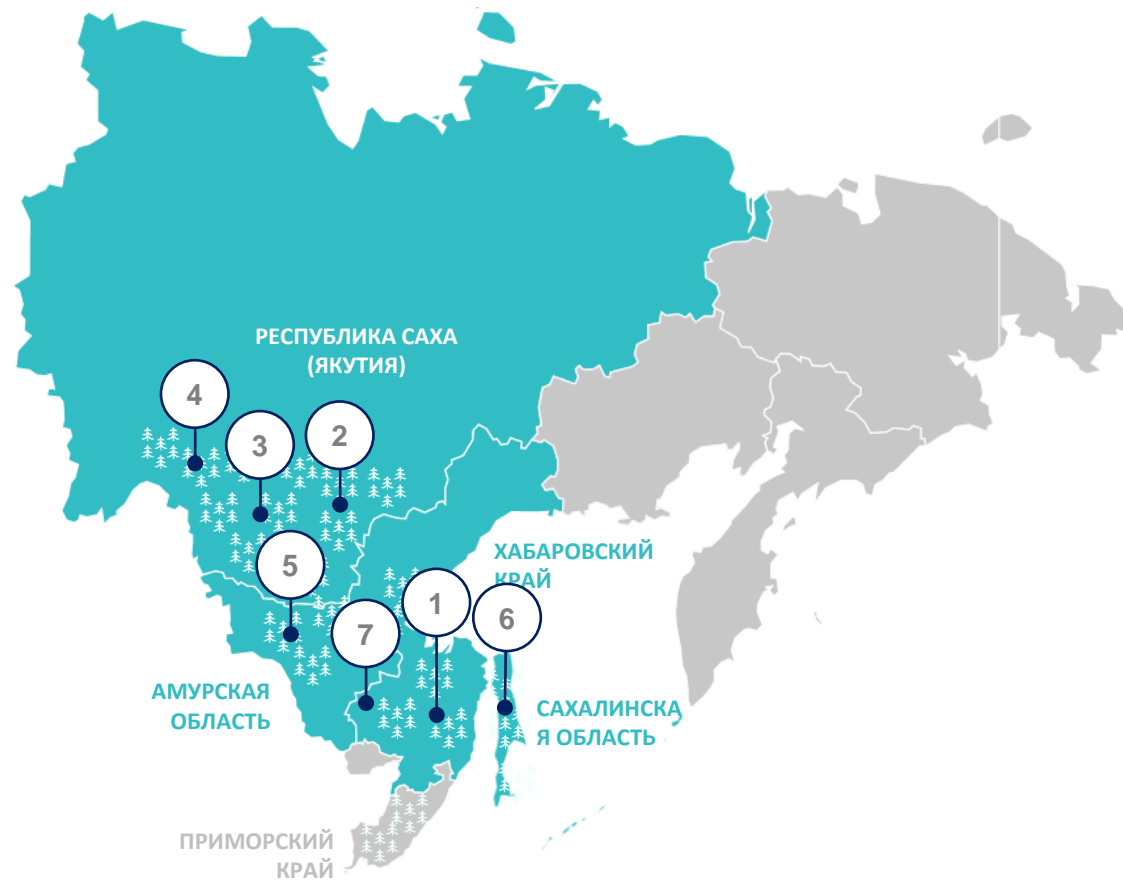 РЕСПУБЛИКА САХА
(ЯКУТИЯ)
4
3
2
ХАБАРОВСКИЙ
КРАЙ
5
1
6
7
АМУРСКАЯ
ОБЛАСТЬ
САХАЛИНСКА
Я ОБЛАСТЬ
ПРИМОРСКИЙ
КРАЙ